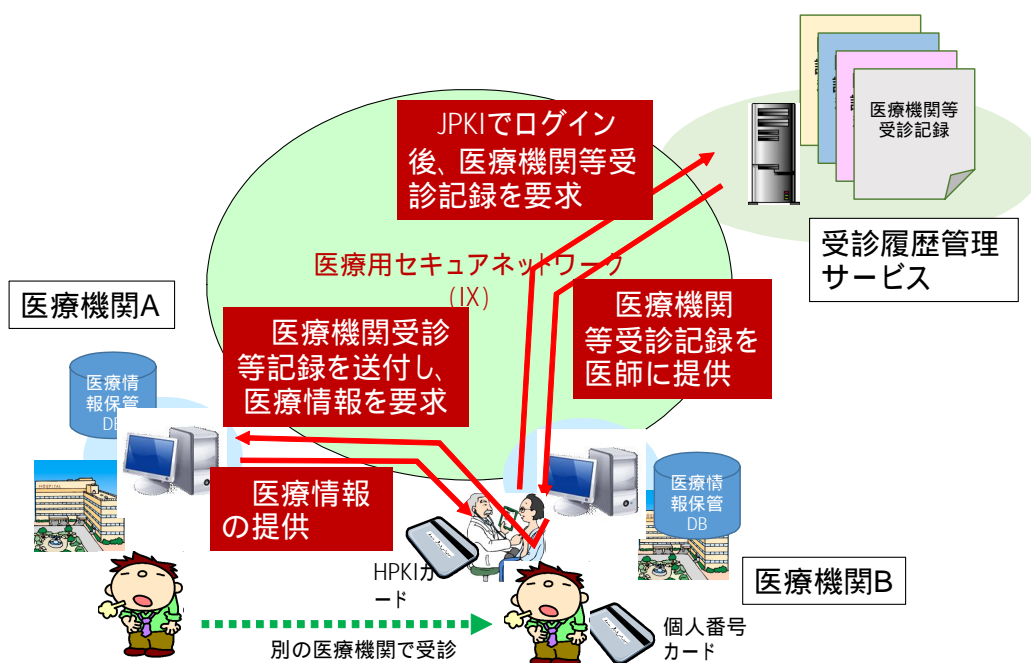 医療機関等
受診記録
JPKIでログイン
後、医療機関等受
診記録を要求
受診履歴管理
サービス
医療用セキュアネットワーク
(IX)
医療機関A
医療機関
等受診記録を
医師に提供
医療機関受診
等記録を送付し、
医療情報を要求
医療情
報保管
DB
医療情報
の提供
医療情
報保管
DB
HPKIカ
ード
医療機関B
個人番号
カード
別の医療機関で受診